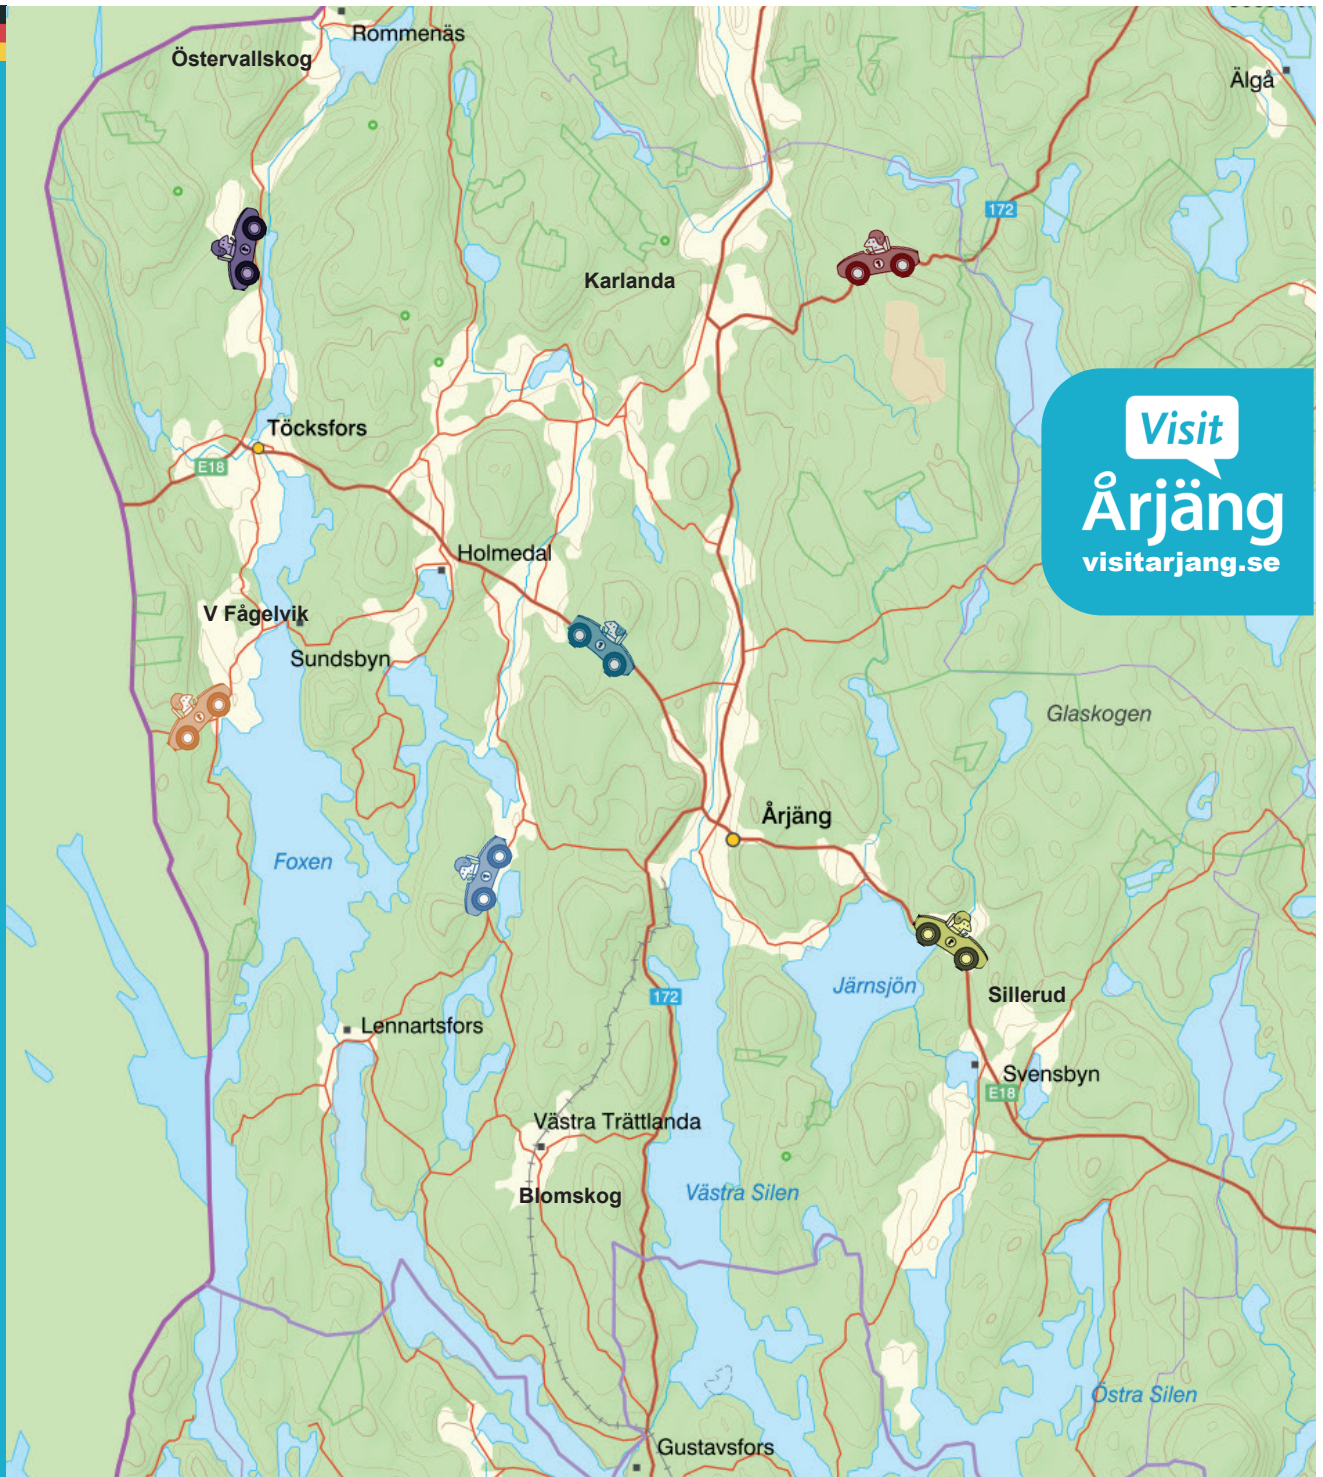 Rommenäs
Östervallskog
Älgå
172
Karlanda
Visit
Årjäng
visitarjang.se
Töcksfors
E18
Holmedal
V Fågelvik
Sundsbyn
Glaskogen
Årjäng
Foxen
Järnsjön
Sillerud
172
Lennartsfors
Svensbyn
E18
Västra Trättlanda
Västra Silen
Blomskog
Östra Silen
Gustavsfors